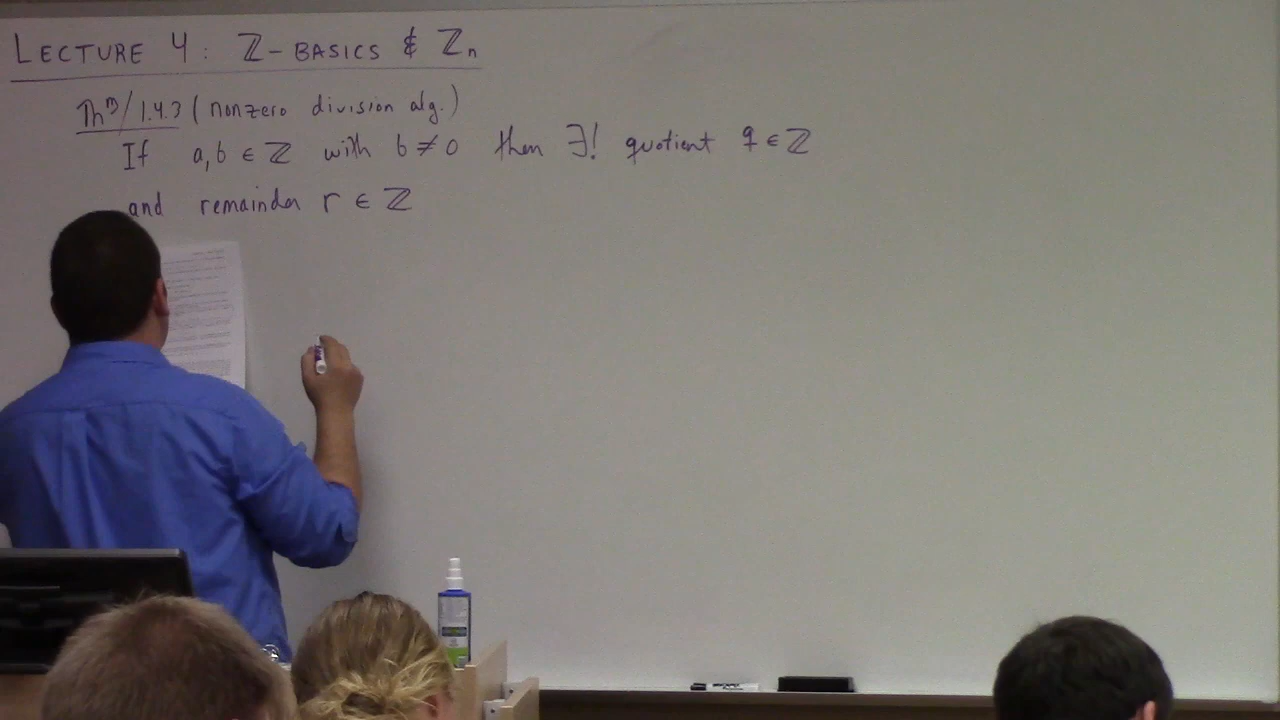 LECTURE 4: ℤ-BASICS & ℤₙ
Thᵐ/1.4.3 (nonzero division alg.)
If a,b ∈ ℤ with b≠0 then ∃! quotient q ∈ ℤ
and remainder r ∈ ℤ